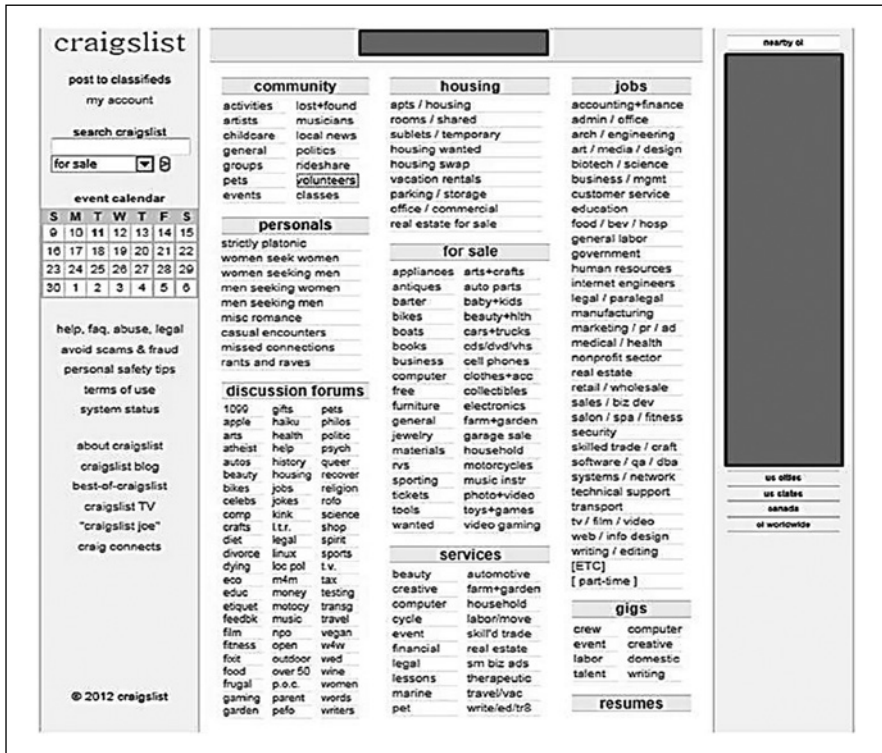 craigslist
post to classifieds
my account
search craigslist
for sale
event calendar
S M T W T F S
9 10 11 12 13 14 15
16 17 18 19 20 21 22
23 24 25 26 27 28 29
30 1 2 3 4 5 6
help, faq, abuse, legal
avoid scams & fraud
personal safety tips
terms of use
system status
about craigslist
craigslist blog
best-of-craigslist
craigslist TV
"craigslist joe"
craig connects
© 2012 craigslist
community
activities lost+found
artists musicians
childcare local news
general politics
groups rideshare
pets volunteers
events classes
personals
strictly platonic
women seek women
women seeking men
men seeking women
men seeking men
misc romance
casual encounters
missed connections
rants and raves
discussion forums
1099 gifts pets
apple haiku philos
arts health politic
atheist help psych
autos history queer
beauty housing recover
bikes jobs religion
celebs jokes rofo
comp kink science
crafts l.t.r. shop
diet legal spirit
divorce linux sports
dying loc pol t.v.
eco m4m tax
educ money testing
etiquet motocy transg
feedbk music travel
film npo vegan
fitness open w4w
fixit outdoor wed
food over 50 wine
frugal p.o.c. women
gaming parent words
garden pefo writers
housing
apts / housing
rooms / shared
sublets / temporary
housing wanted
housing swap
vacation rentals
parking / storage
office / commercial
real estate for sale
for sale
appliances arts+crafts
antiques auto parts
barter baby+kids
bikes beauty+hlth
boats cars+trucks
books cds/dvd/vhs
business cell phones
computer clothes+acc
free collectibles
furniture electronics
general farm+garden
jewelry garage sale
materials household
rvs motorcycles
sporting music instr
tickets photo+video
tools toys+games
wanted video gaming
services
beauty automotive
creative farm+garden
computer household
cycle labor/move
event skill'd trade
financial real estate
legal sm biz ads
lessons therapeutic
marine travel/vac
pet write/ed/tr8
jobs
accounting+finance
admin / office
arch / engineering
art / media / design
biotech / science
business / mgmt
customer service
education
food / bev / hosp
general labor
government
human resources
internet engineers
legal / paralegal
manufacturing
marketing / pr / ad
medical / health
nonprofit sector
real estate
retail / wholesale
sales / biz dev
salon / spa / fitness
security
skilled trade / craft
software / qa / dba
systems / network
technical support
transport
tv / film / video
web / info design
writing / editing
[ETC]
[ part-time ]
gigs
crew computer
event creative
labor domestic
talent writing
resumes
nearby cl
us cities
us states
canada
cl worldwide